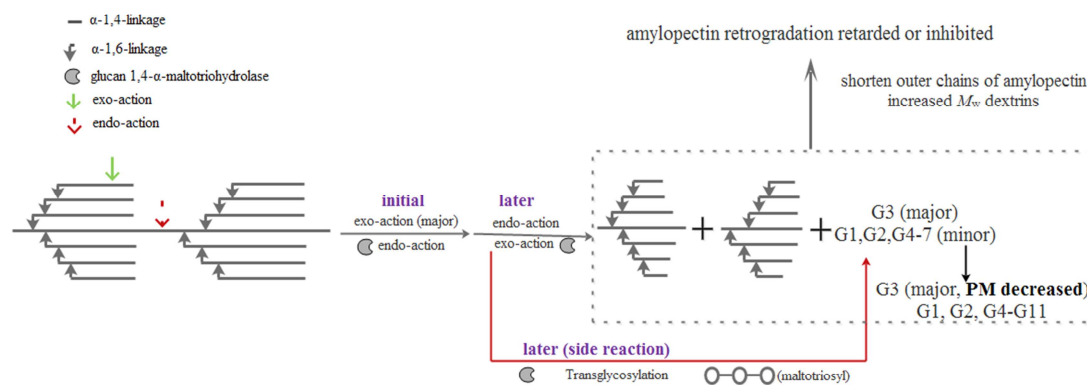 α-1,4-linkage
α-1,6-linkage
glucan 1,4-α-maltotriohydrolase
exo-action
endo-action
amylopectin retrogradation retarded or inhibited
shorten outer chains of amylopectin
increased Mw dextrins
initial
exo-action (major)
endo-action
later
endo-action
exo-action
+
+
G3 (major)
G1,G2,G4-7 (minor)
G3 (major, PM decreased)
G1, G2, G4-G11
later (side reaction)
Transglycosylation
(maltotriosyl)